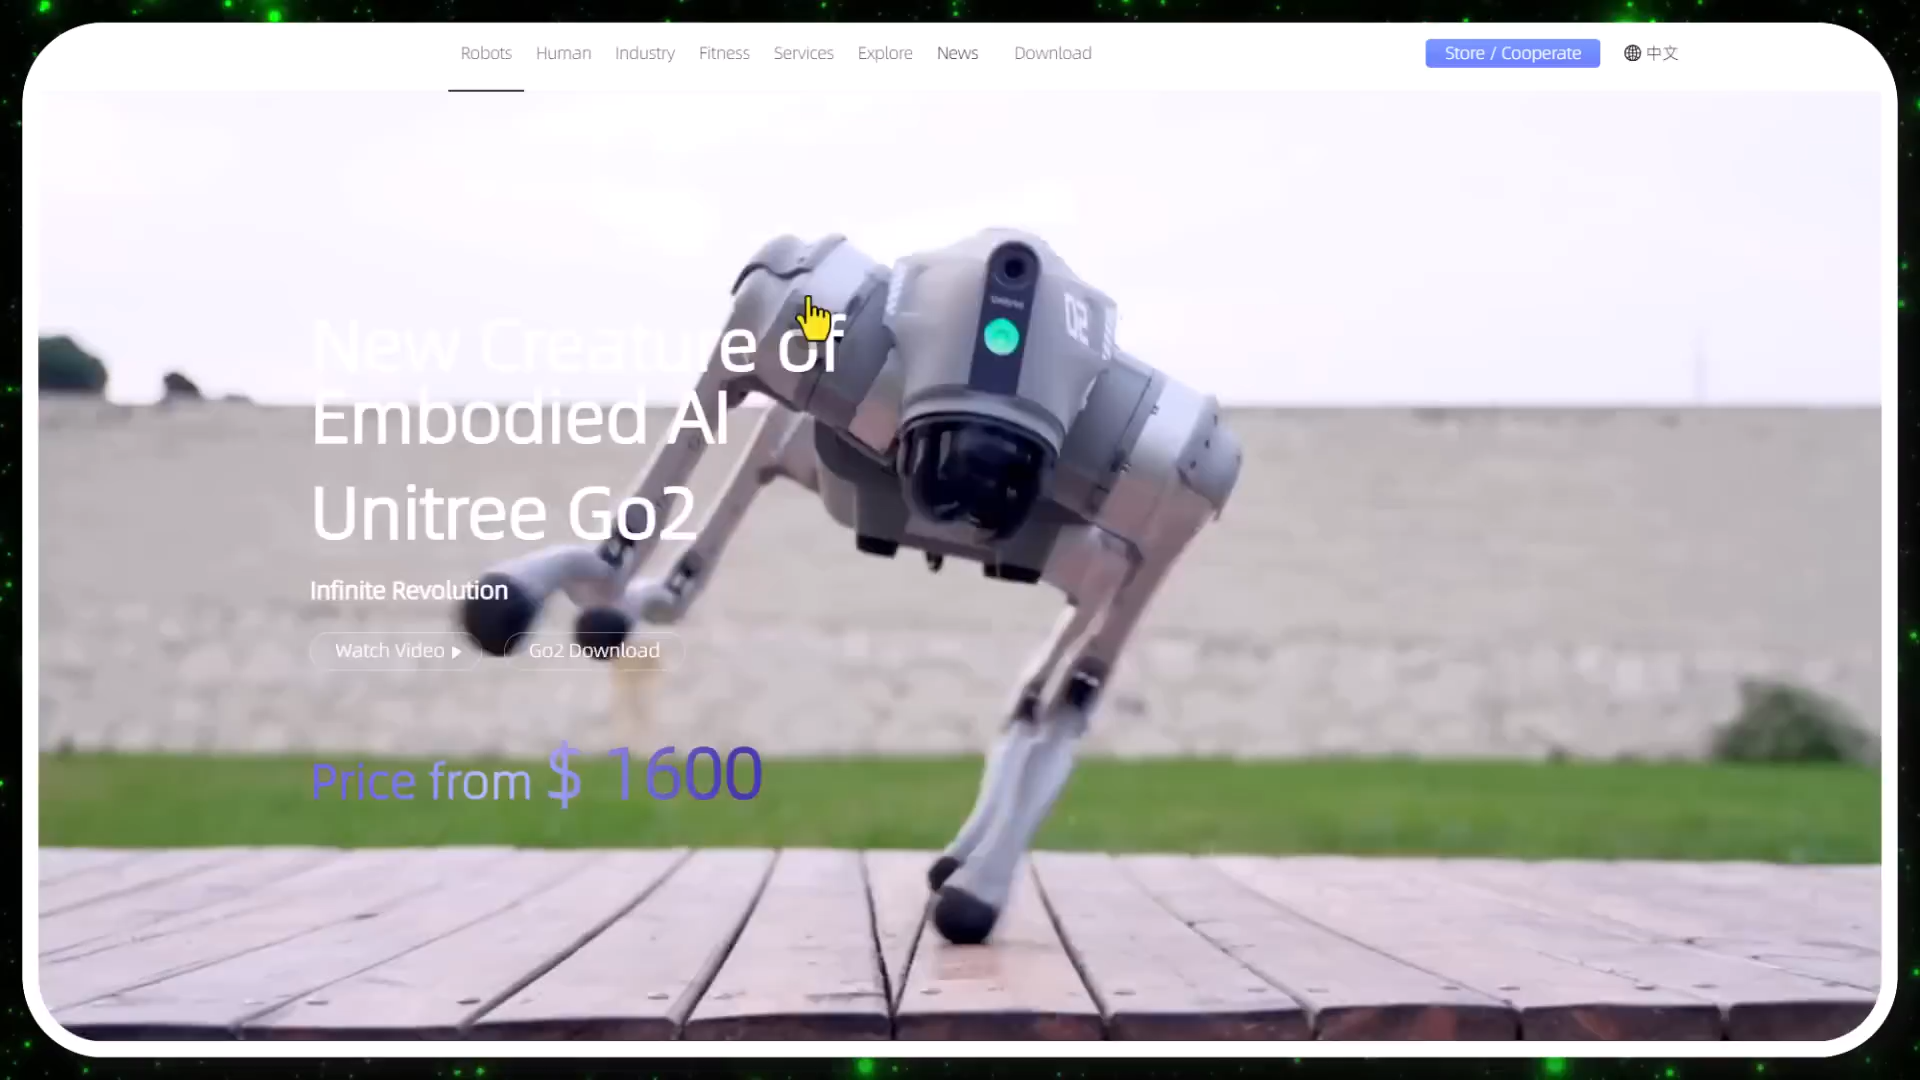 Robots Human Industry Fitness Services Explore News Download Store / Cooperate 中文
New Creature of
Embodied AI
Unitree Go2
Infinite Revolution
Watch Video Go2 Download
Price from $ 1600
02